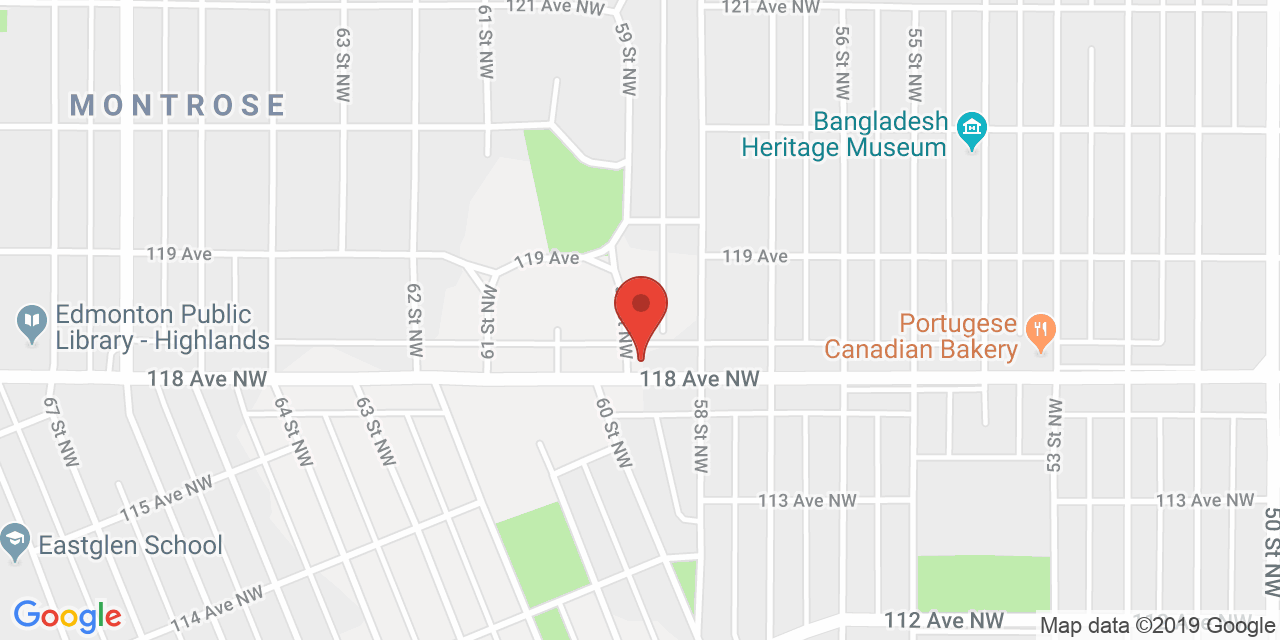 121 Ave NW
121 Ave NW
61 St NW
63 St NW
59 St NW
56 St NW
55 St NW
MONTROSE
Bangladesh
Heritage Museum
119 Ave
119 Ave
119 Ave
62 St NW
61 St NW
St NW
Edmonton Public
Library - Highlands
Portugese
Canadian Bakery
118 Ave NW
118 Ave NW
67 St NW
64 St NW
63 St NW
60 St NW
58 St NW
53 St NW
115 Ave NW
113 Ave NW
113 Ave NW
50 St NW
Eastglen School
114 Ave NW
Google
112 Ave NW
Map data ©2019 Google